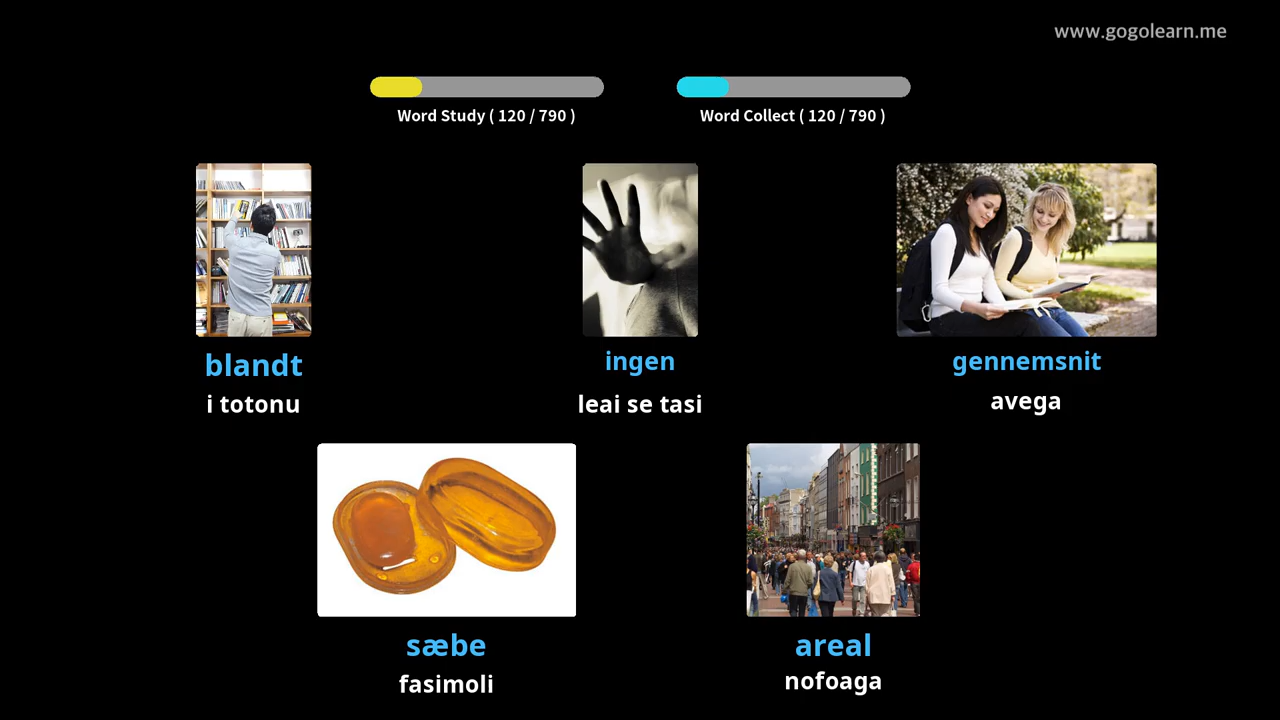 www.gogolearn.me
Word Study ( 120 / 790 )
Word Collect ( 120 / 790 )
blandt
i totonu
ingen
leai se tasi
gennemsnit
avega
sæbe
fasimoli
areal
nofoaga